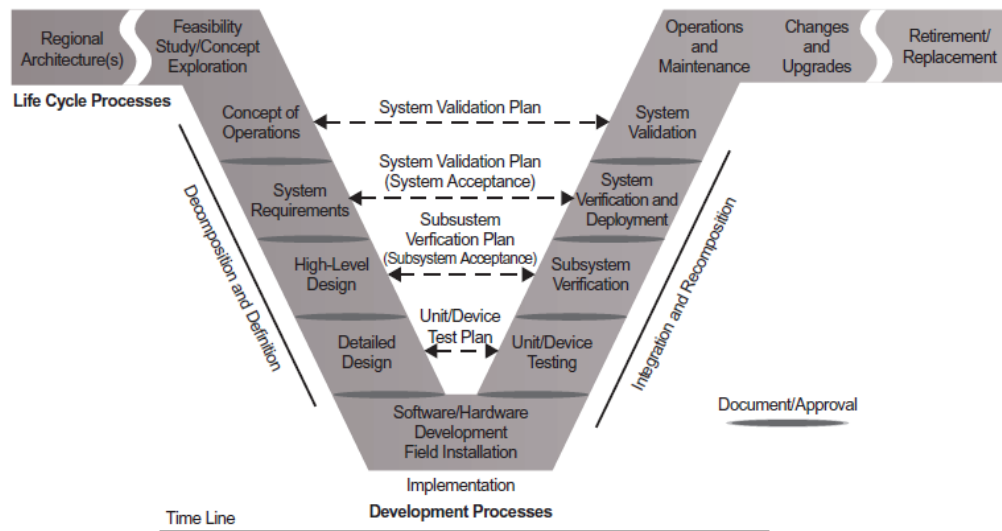 Regional
Architecture(s)
Feasibility
Study/Concept
Exploration
Operations
and
Maintenance
Changes
and
Upgrades
Retirement/
Replacement
Life Cycle Processes
Concept of
Operations
System Validation Plan
System
Validation
System
Requirements
System Validation Plan
(System Acceptance)
System
Verification and
Deployment
High-Level
Design
Subsustem
Verfication Plan
(Subsystem Acceptance)
Subsystem
Verification
Detailed
Design
Unit/Device
Test Plan
Unit/Device
Testing
Decomposition and Definition
Integration and Recomposition
Software/Hardware
Development
Field Installation
Document/Approval
Implementation
Development Processes
Time Line